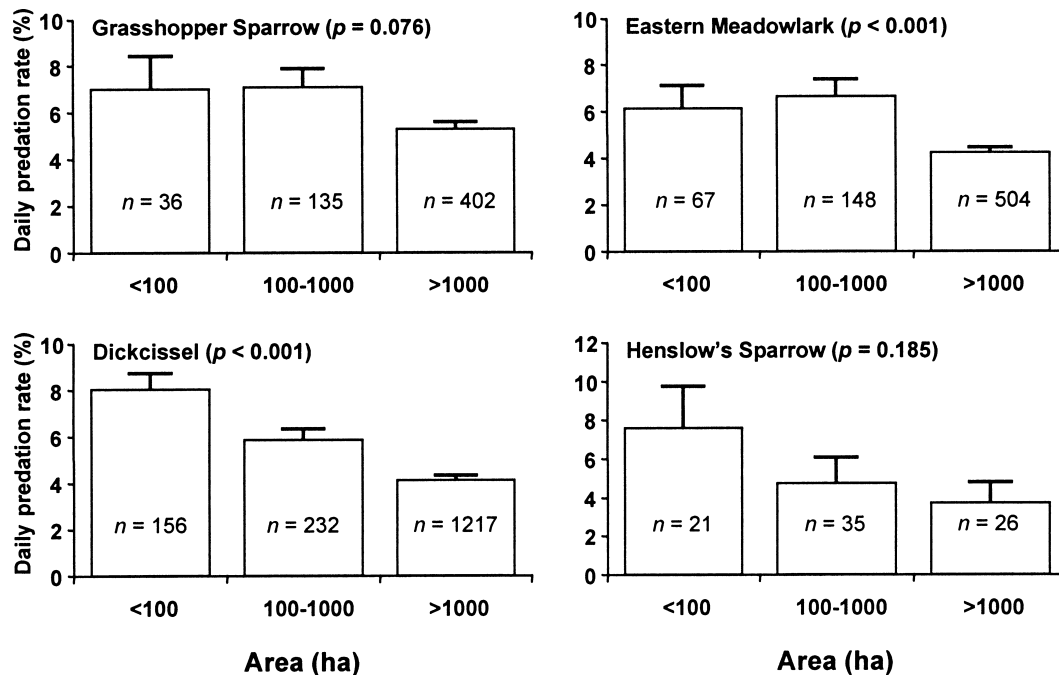 Grasshopper Sparrow (p = 0.076)
Daily predation rate (%)
10
8
6
4
2
0
n = 36
n = 135
n = 402
<100
100-1000
>1000
Eastern Meadowlark (p < 0.001)
10
8
6
4
2
0
n = 67
n = 148
n = 504
<100
100-1000
>1000
Dickcissel (p < 0.001)
Daily predation rate (%)
10
8
6
4
2
0
n = 156
n = 232
n = 1217
<100
100-1000
>1000
Area (ha)
Henslow's Sparrow (p = 0.185)
12
10
8
6
4
2
0
n = 21
n = 35
n = 26
<100
100-1000
>1000
Area (ha)